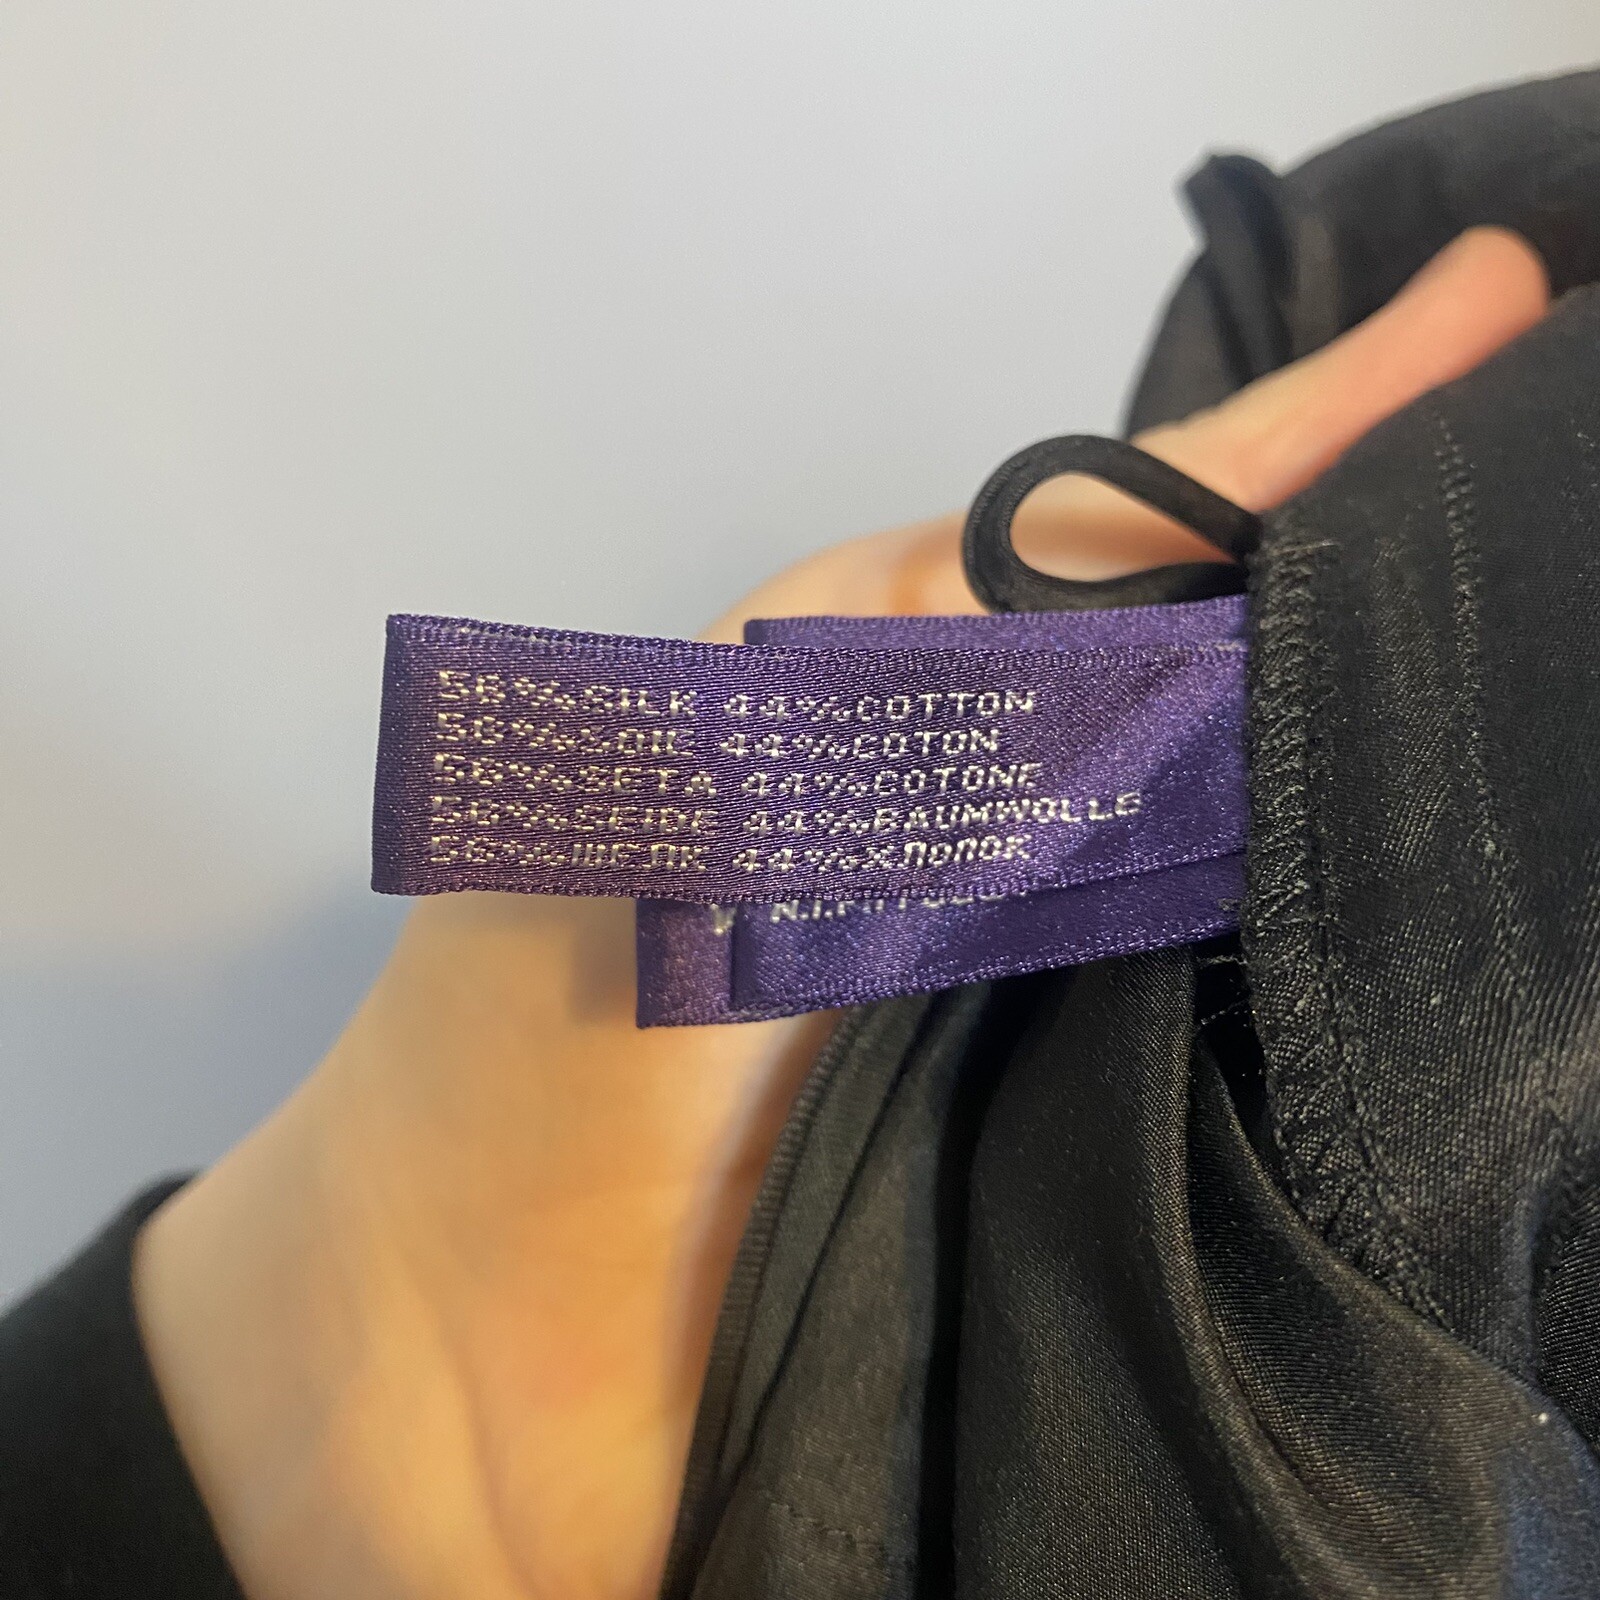 56%SILK 44%COTTON
56%SOIE 44%COTON
56%SETA 44%COTONE
56%SEIDE 44%BAUMWOLLE
56%ШЕЛК 44%ХЛОПОК